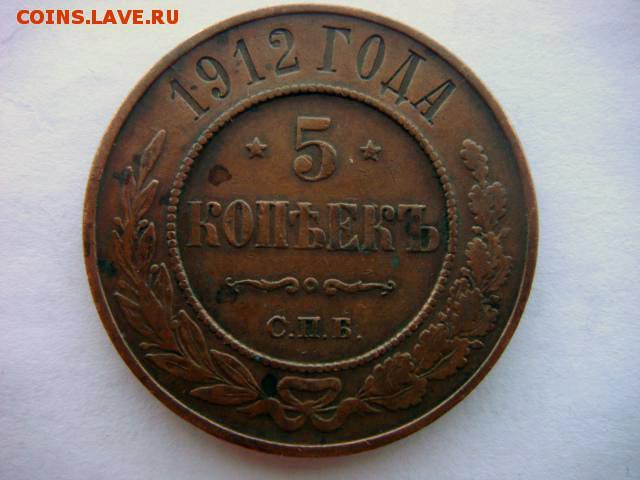 COINS.LAVE.RU
1912 ГОДА
5
КОПѢЕКЪ
С.П.Б.